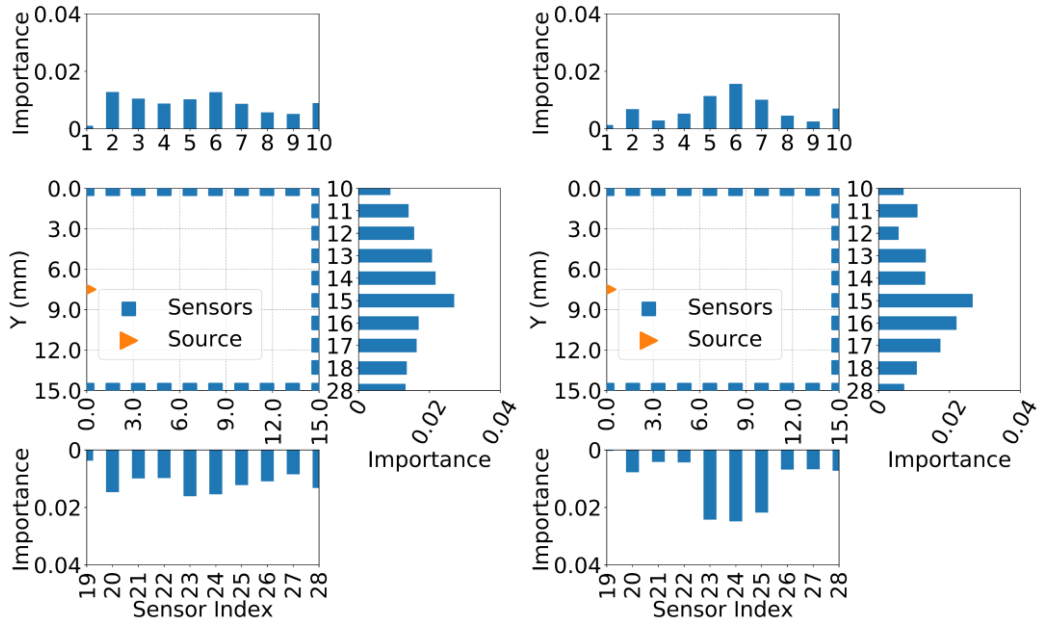 0.04 0.04
Importance Importance
0.02 0.02
0 0
1 2 3 4 5 6 7 8 9 10 1 2 3 4 5 6 7 8 9 10
0.0 10 0.0 10
11 11
3.0 12 3.0 12
13 13
6.0 14 6.0 14
Y (mm) Y (mm)
15 15
9.0 Sensors 9.0 Sensors
16 16
Source Source
12.0 17 12.0 17
18 18
15.0 28 15.0 28
0.0 3.0 6.0 9.0 12.0 15.0 0 0.02 0.04 0.0 3.0 6.0 9.0 12.0 15.0 0 0.02 0.04
Importance Importance
0 0
Importance Importance
0.02 0.02
0.04 0.04
19 20 21 22 23 24 25 26 27 28 19 20 21 22 23 24 25 26 27 28
Sensor Index Sensor Index